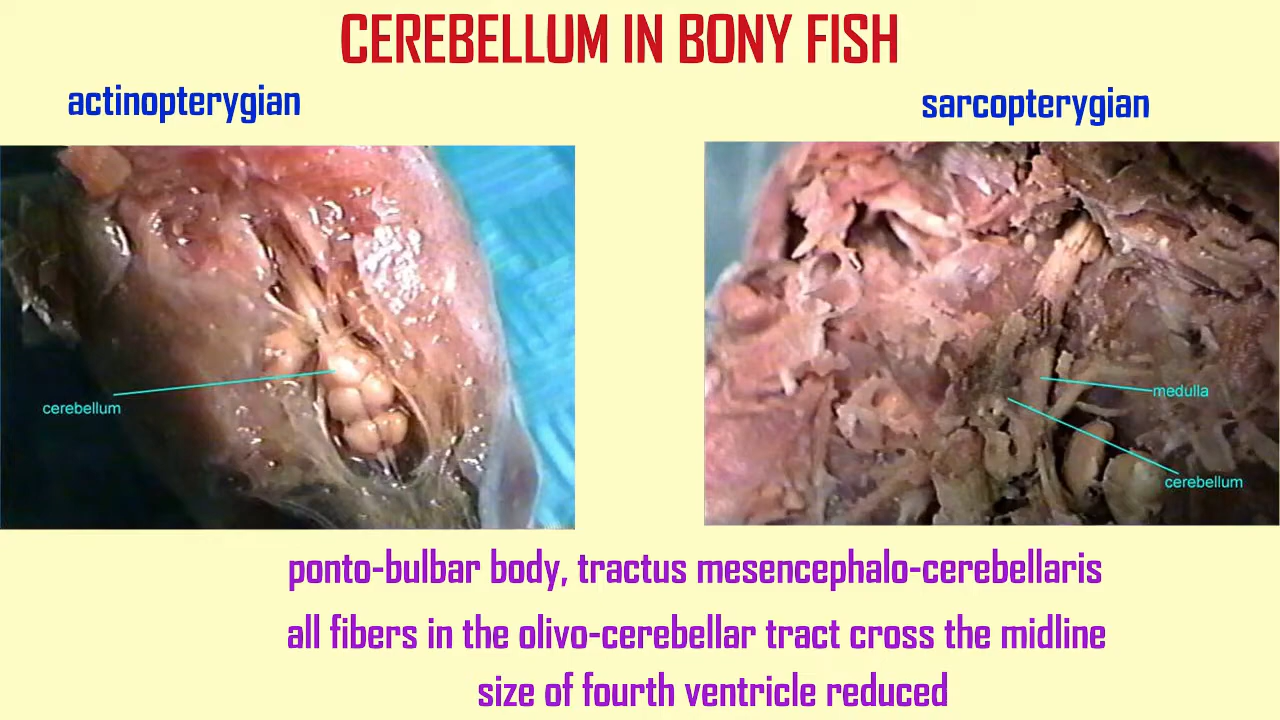 CEREBELLUM IN BONY FISH
actinopterygian
sarcopterygian
cerebellum
medulla
cerebellum
ponto-bulbar body, tractus mesencephalo-cerebellaris
all fibers in the olivo-cerebellar tract cross the midline
size of fourth ventricle reduced